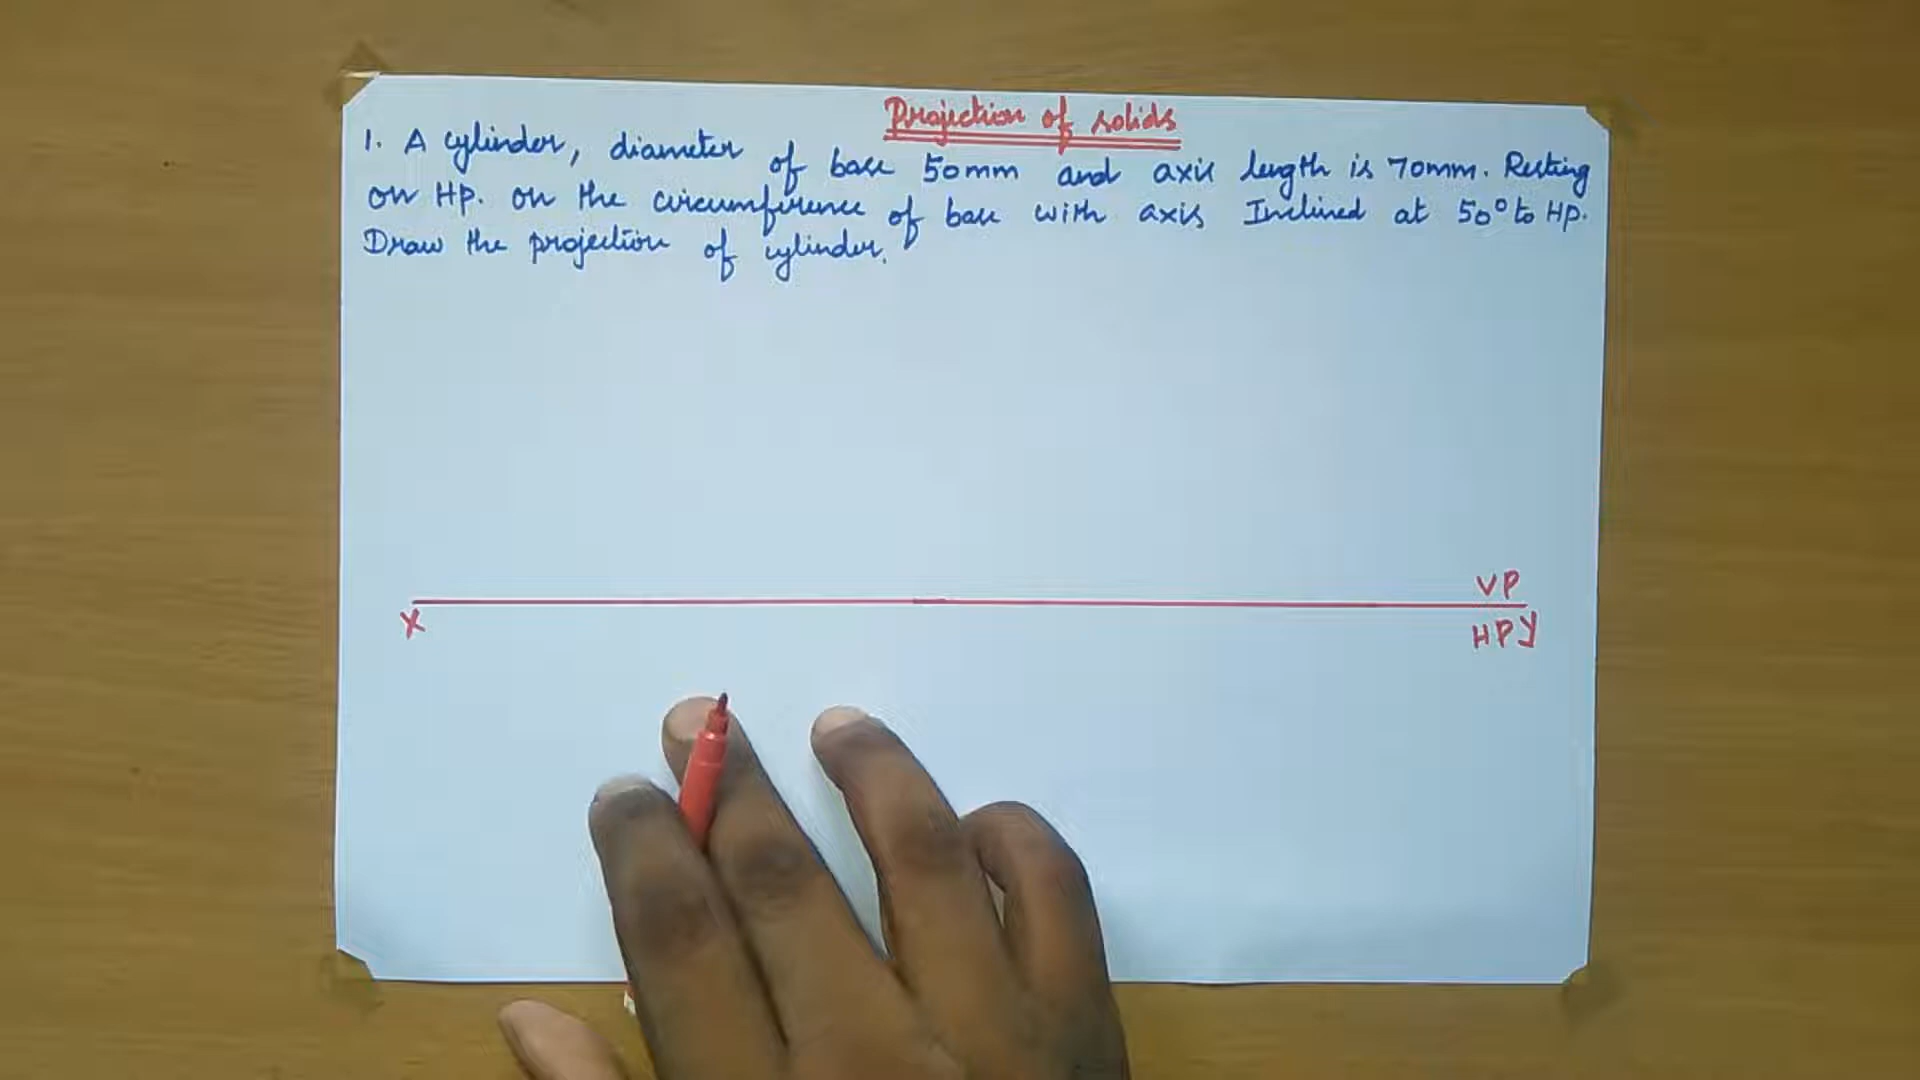 Projection of solids
1. A cylinder, diameter of base 50mm and axis length is 70mm. Resting
on HP. on the circumference of base with axis Inclined at 50° to HP.
Draw the projection of cylinder.
VP
X
HP Y